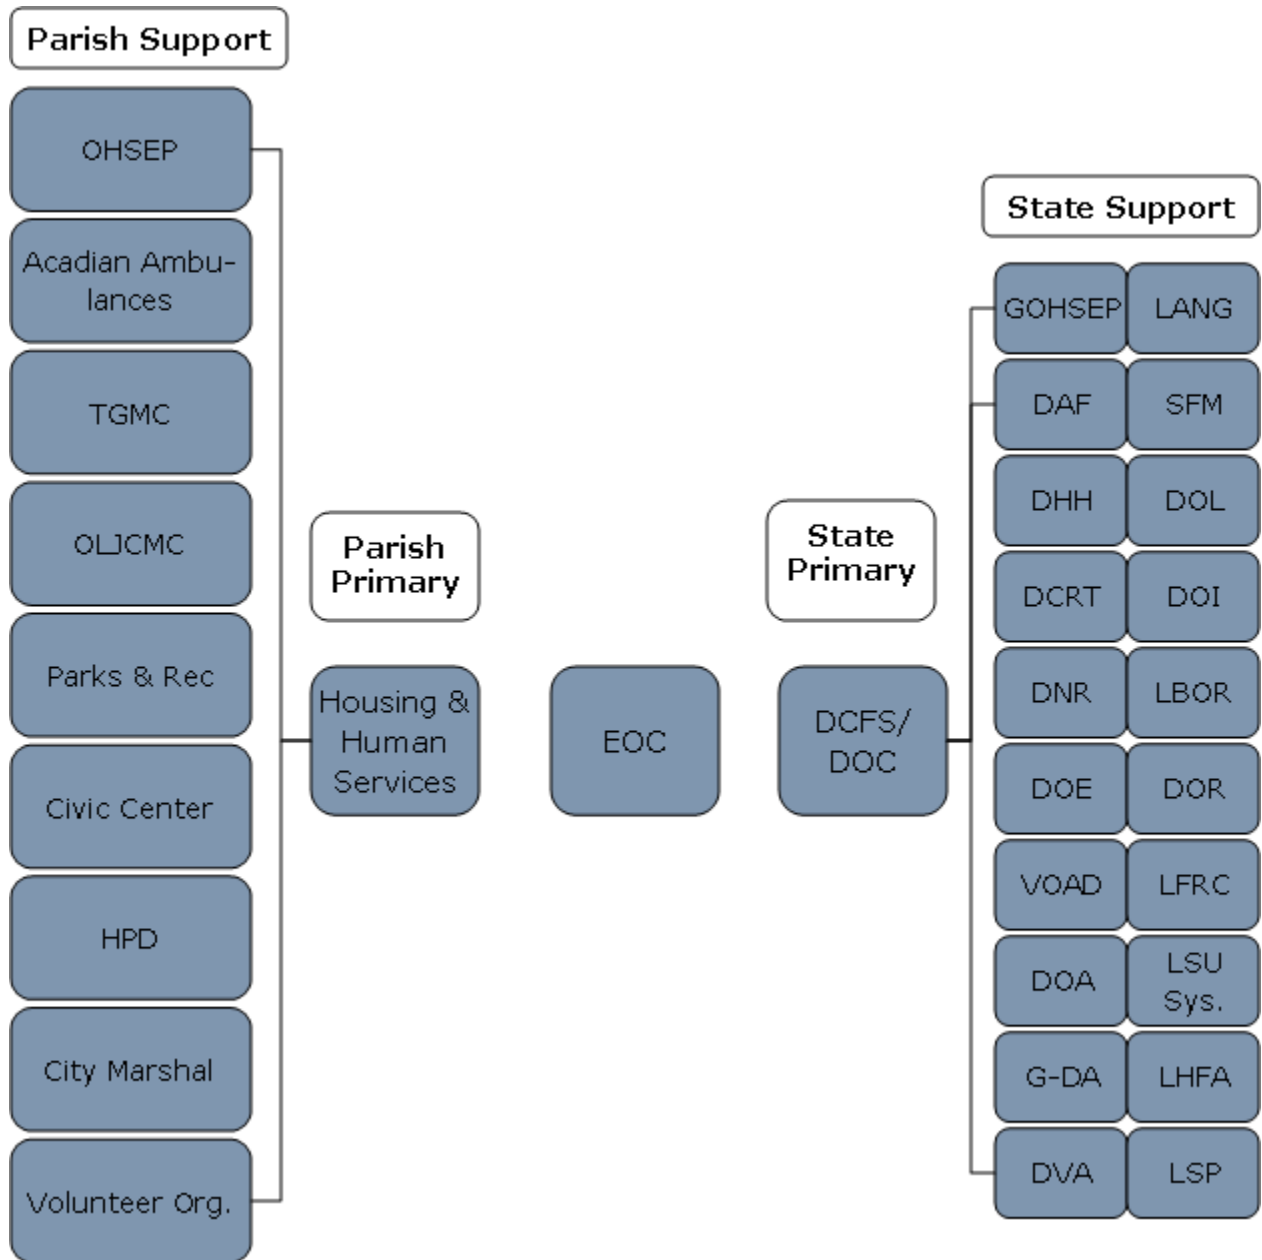 Parish Support
OHSEP
Acadian Ambu-
lances
TGMC
OLJCMC
Parks & Rec
Civic Center
HPD
City Marshal
Volunteer Org.
Parish
Primary
Housing &
Human
Services
EOC
State
Primary
DCFS/
DOC
State Support
GOHSEP LANG
DAF SFM
DHH DOL
DCRT DOI
DNR LBOR
DOE DOR
VOAD LFRC
DOA LSU
Sys.
G-DA LHFA
DVA LSP